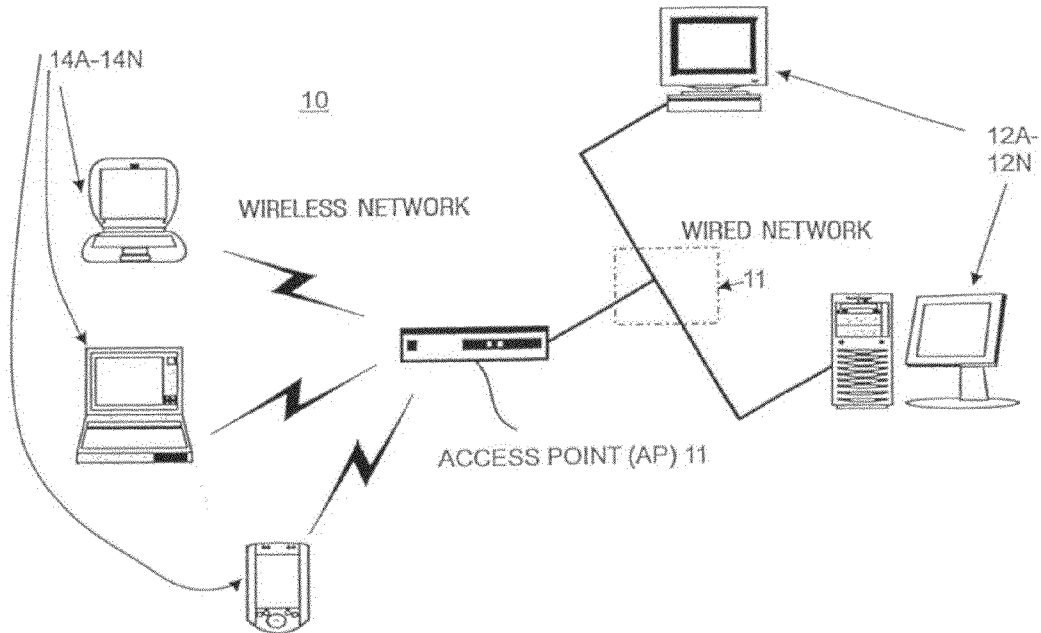 14A-14N
10
12A-
12N
WIRELESS NETWORK
WIRED NETWORK
11
ACCESS POINT (AP) 11